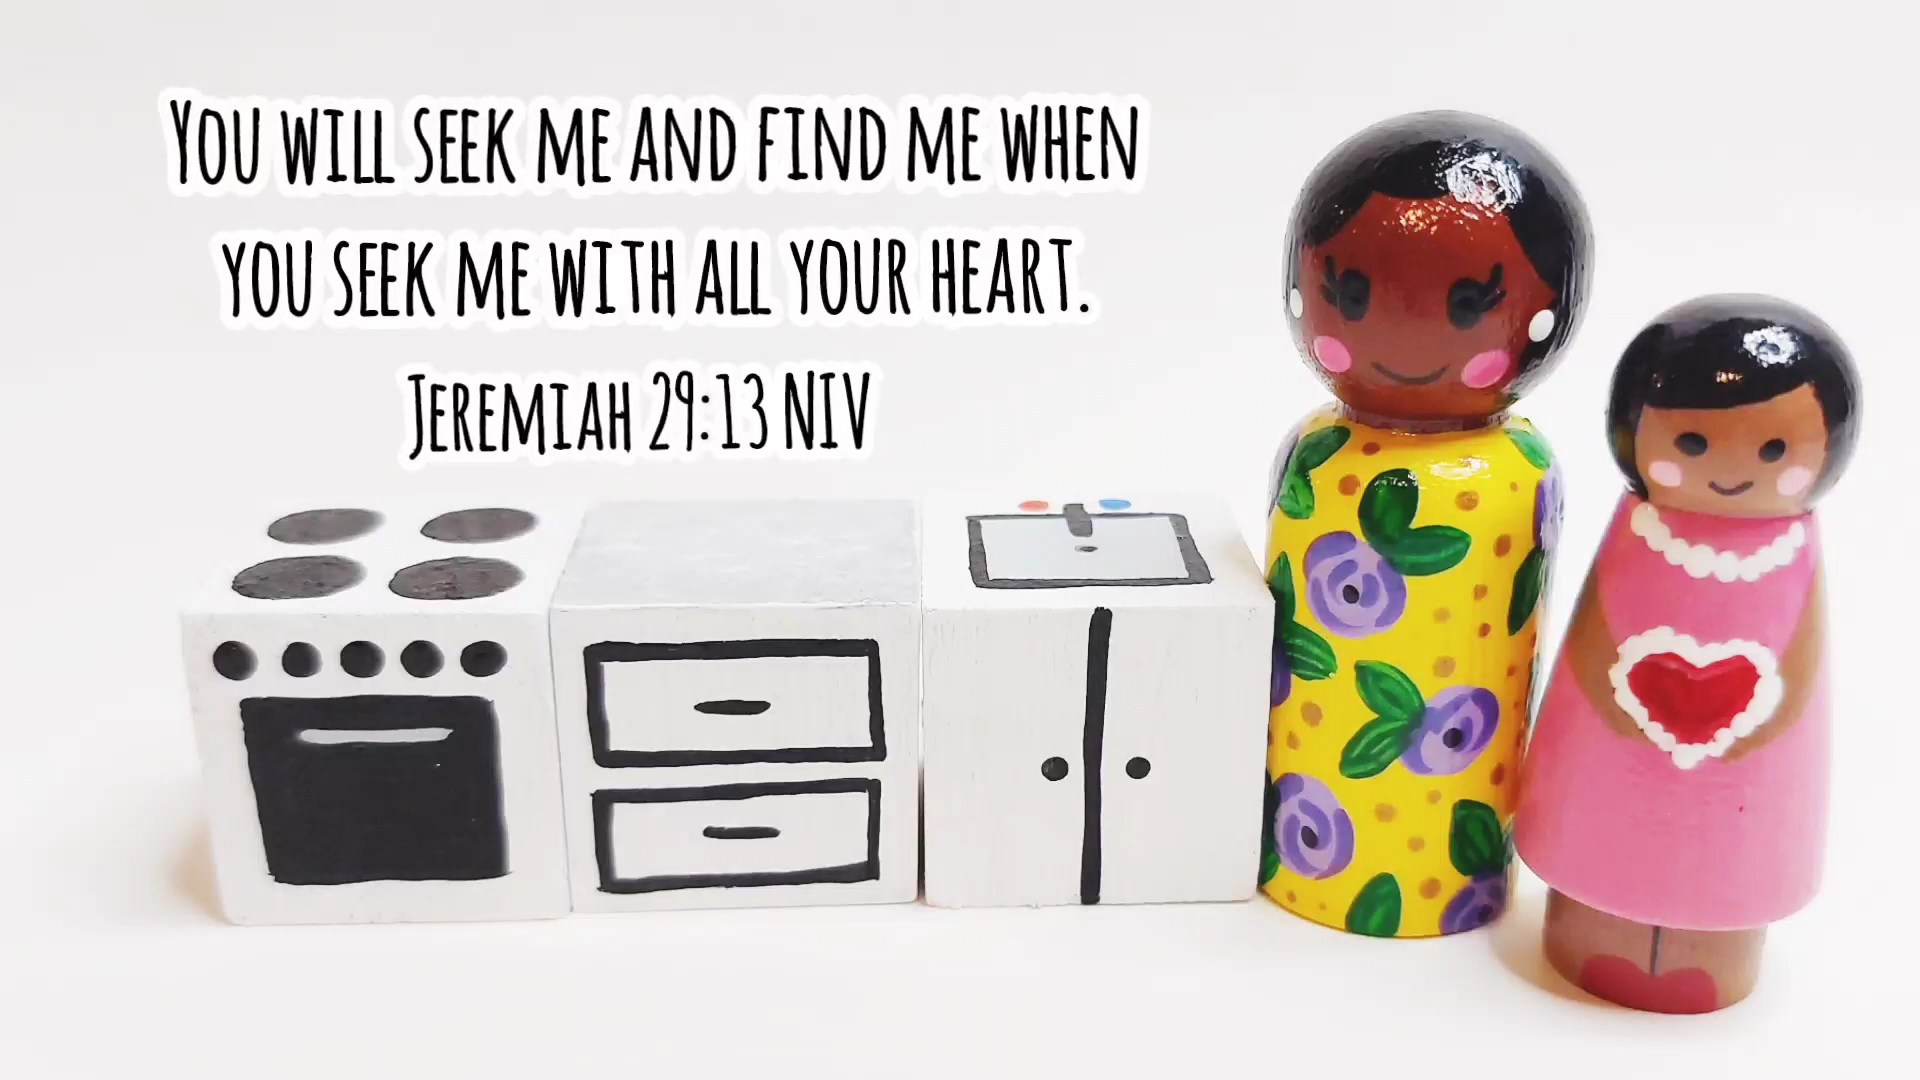 You will seek me and find me when
you seek me with all your heart.
Jeremiah 29:13 NIV